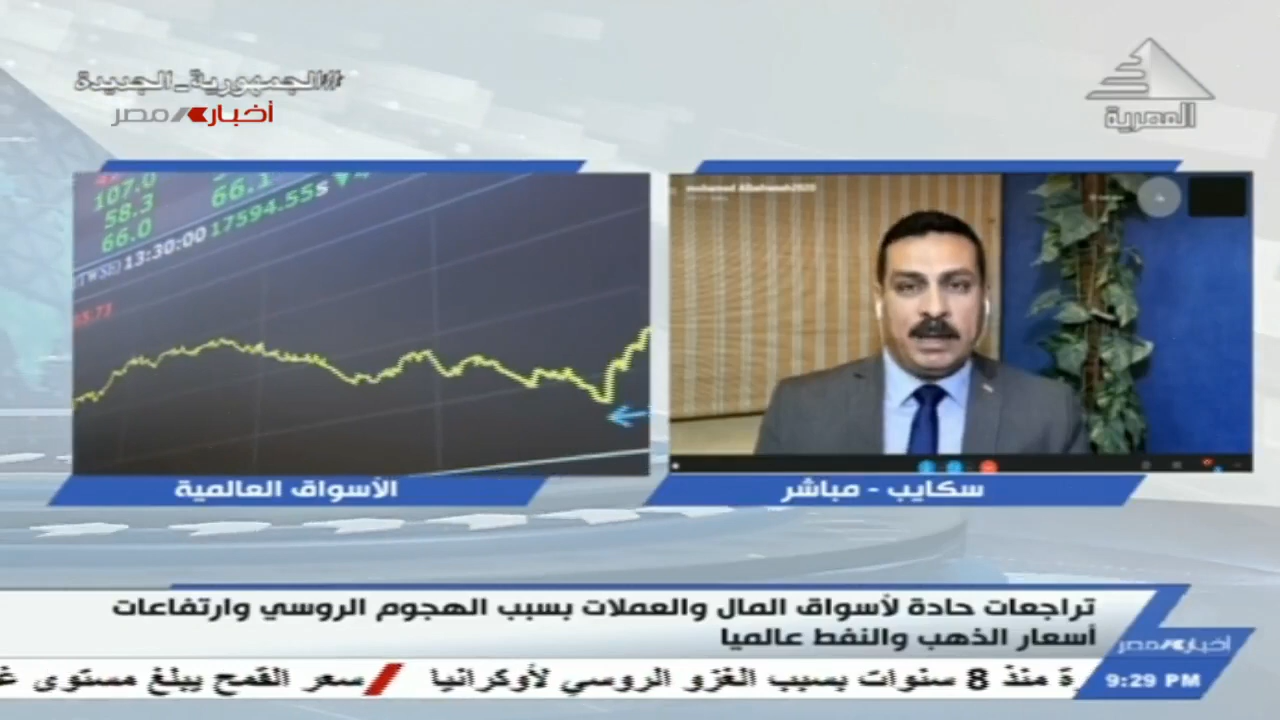 #الجمهورية_الجديدة
أخبار مصر
المصرية
107.0
58.3
66.0
66.1
17594.55s
13:30:00
mohamed
الأسواق العالمية
سكايب - مباشر
تراجعات حادة لأسواق المال والعملات بسبب الهجوم الروسي وارتفاعات
أسعار الذهب والنفط عالميا
أخبار مصر
ة منذ 8 سنوات بسبب الغزو الروسي لأوكرانيا / سعر القمح يبلغ مستوى
9:29 PM